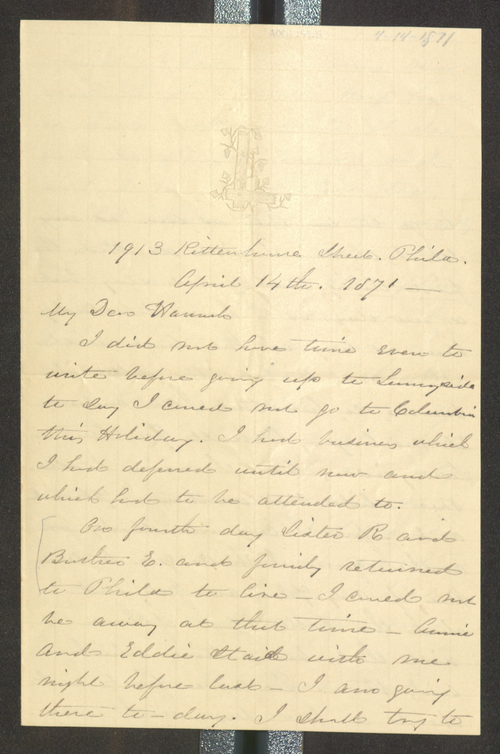 4-14-1871
1913 Rittenhouse Street. Phila.
April 14th. 1871—
My Dear Hannah
I did not have time even to
write before going up to Sunnyside
to say I could not go to Columbia
this Holiday. I had business which
I had deferred until now and
which had to be attended to.
On fourth day Sister R and
Brother E. and family returned
to Phila to live — I could not
be away at that time — Annie
and Eddie staid with me
night before last — I am going
there to-day. I shall try to